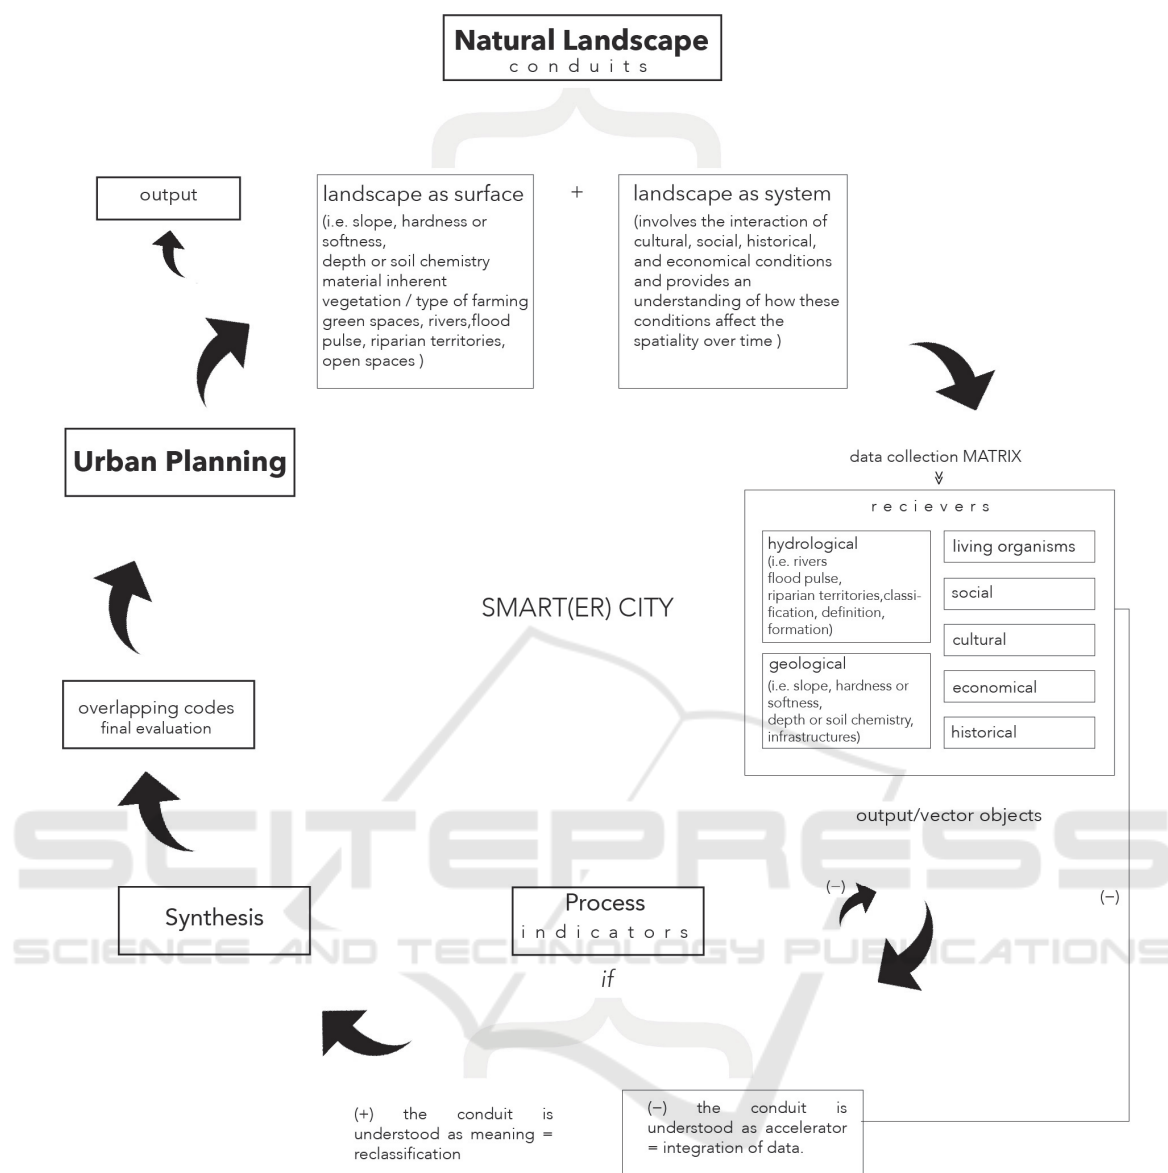 Natural Landscape
conduits
output
landscape as surface
(i.e. slope, hardness or
softness,
depth or soil chemistry
material inherent
vegetation / type of farming
green spaces, rivers,flood
pulse, riparian territories,
open spaces )
+
landscape as system
(involves the interaction of
cultural, social, historical,
and economical conditions
and provides an
understanding of how these
conditions affect the
spatiality over time )
Urban Planning
data collection MATRIX
recievers
hydrological
(i.e. rivers
flood pulse,
riparian territories,classi-
fication, definition,
formation)
geological
(i.e. slope, hardness or
softness,
depth or soil chemistry,
infrastructures)
living organisms
social
cultural
economical
historical
SMART(ER) CITY
overlapping codes
final evaluation
output/vector objects
SCITEPRESS
SCIENCE AND TECHNOLOGY PUBLICATIONS
Synthesis
Process
indicators
if
(−)
(−)
(+) the conduit is
understood as meaning =
reclassification
(−) the conduit is
understood as accelerator
= integration of data.